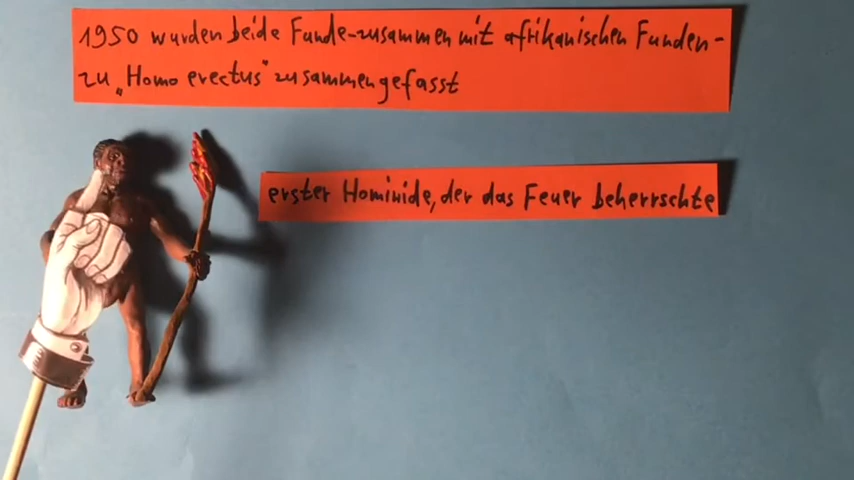 1950 wurden beide Funde-zusammen mit afrikanischen Funden-
zu „Homo erectus" zusammengefasst
erster Hominide, der das Feuer beherrschte